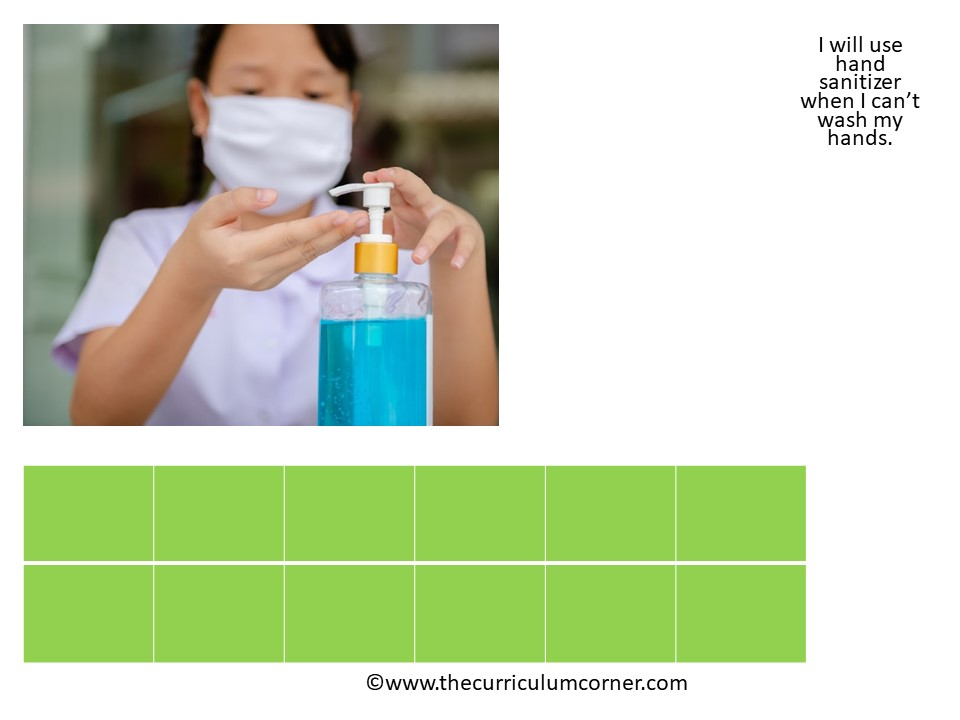 I will use
hand
sanitizer
when I can’t
wash my
hands.
©www.thecurriculumcorner.com